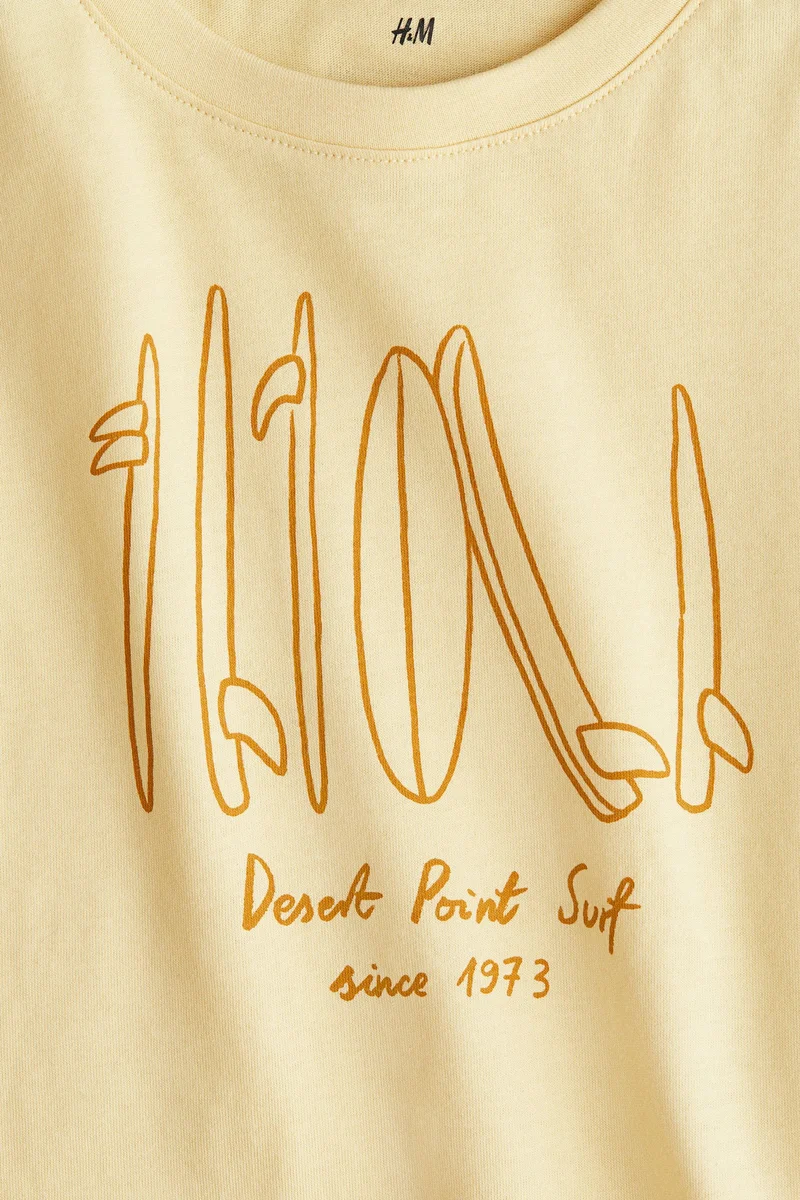 H&M
Desert Point Surf
since 1973